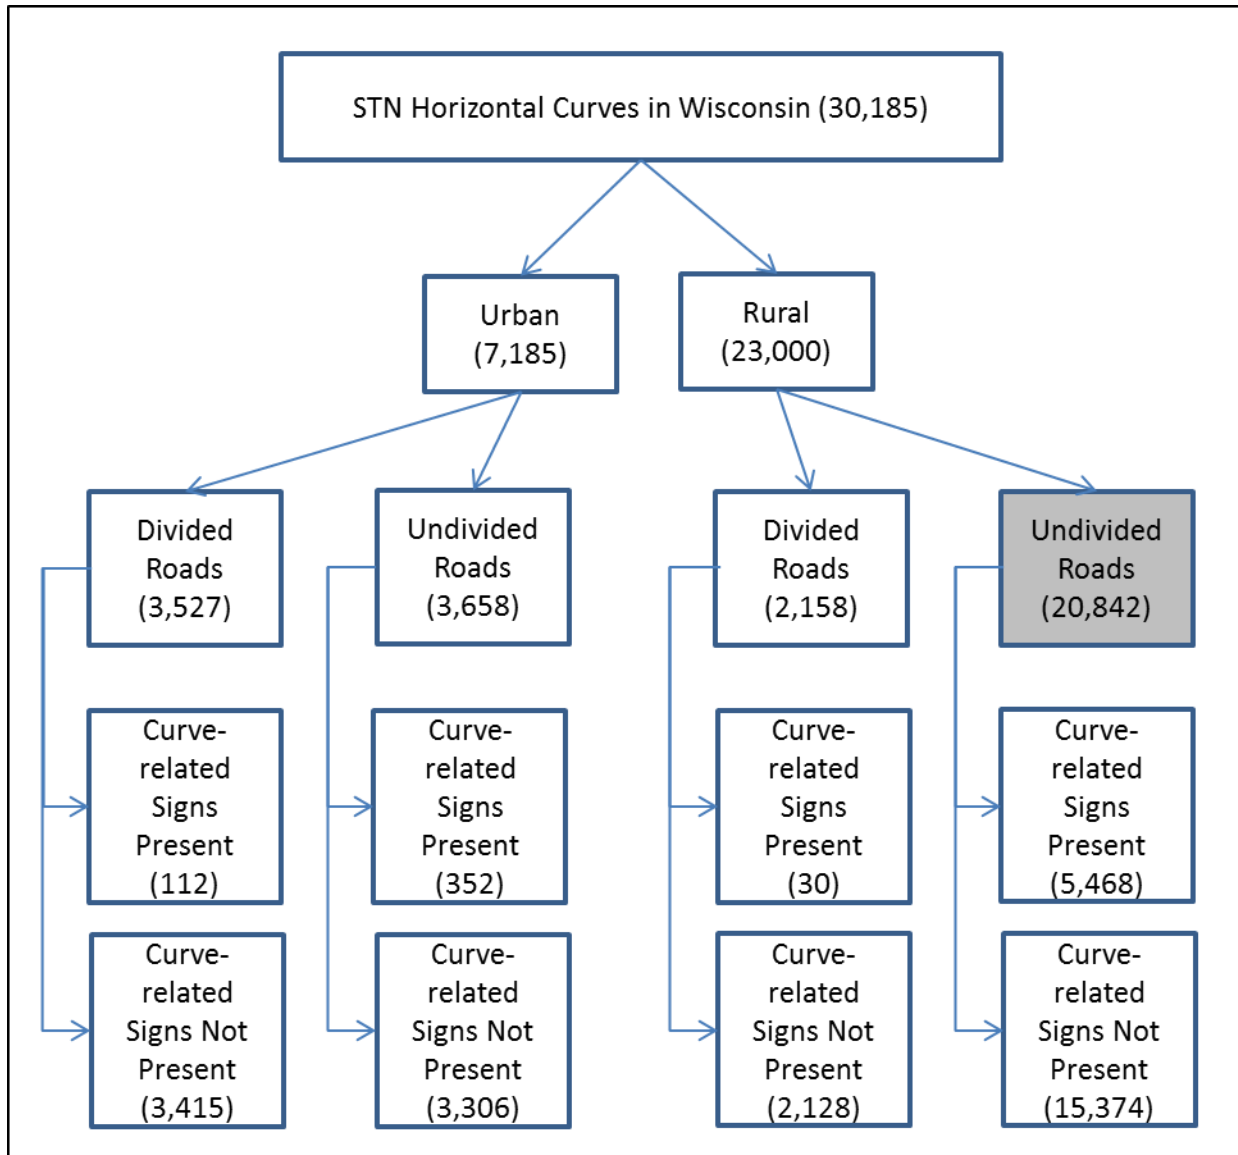 STN Horizontal Curves in Wisconsin (30,185)
Urban
(7,185)
Rural
(23,000)
Divided
Roads
(3,527)
Undivided
Roads
(3,658)
Divided
Roads
(2,158)
Undivided
Roads
(20,842)
Curve-
related
Signs
Present
(112)
Curve-
related
Signs
Present
(352)
Curve-
related
Signs
Present
(30)
Curve-
related
Signs
Present
(5,468)
Curve-
related
Signs Not
Present
(3,415)
Curve-
related
Signs Not
Present
(3,306)
Curve-
related
Signs Not
Present
(2,128)
Curve-
related
Signs Not
Present
(15,374)